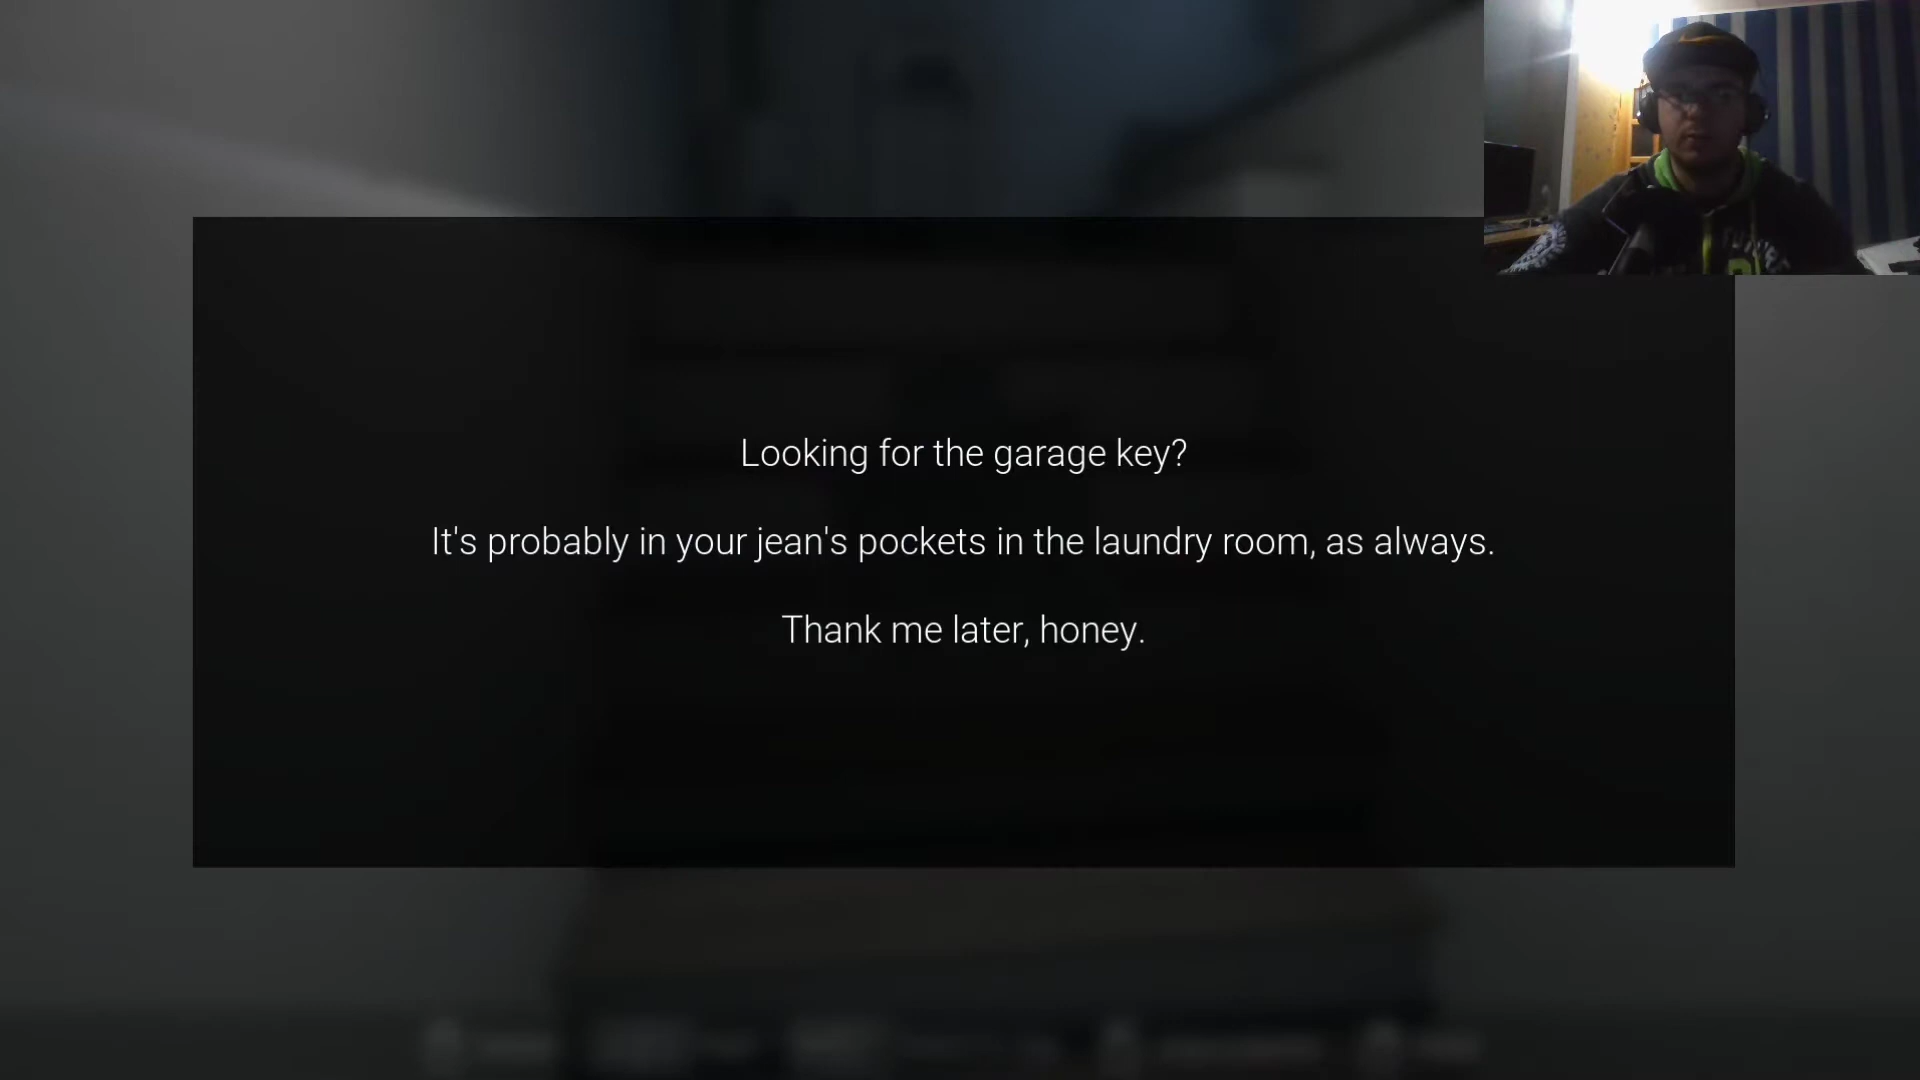 Looking for the garage key?
It's probably in your jean's pockets in the laundry room, as always.
Thank me later, honey.